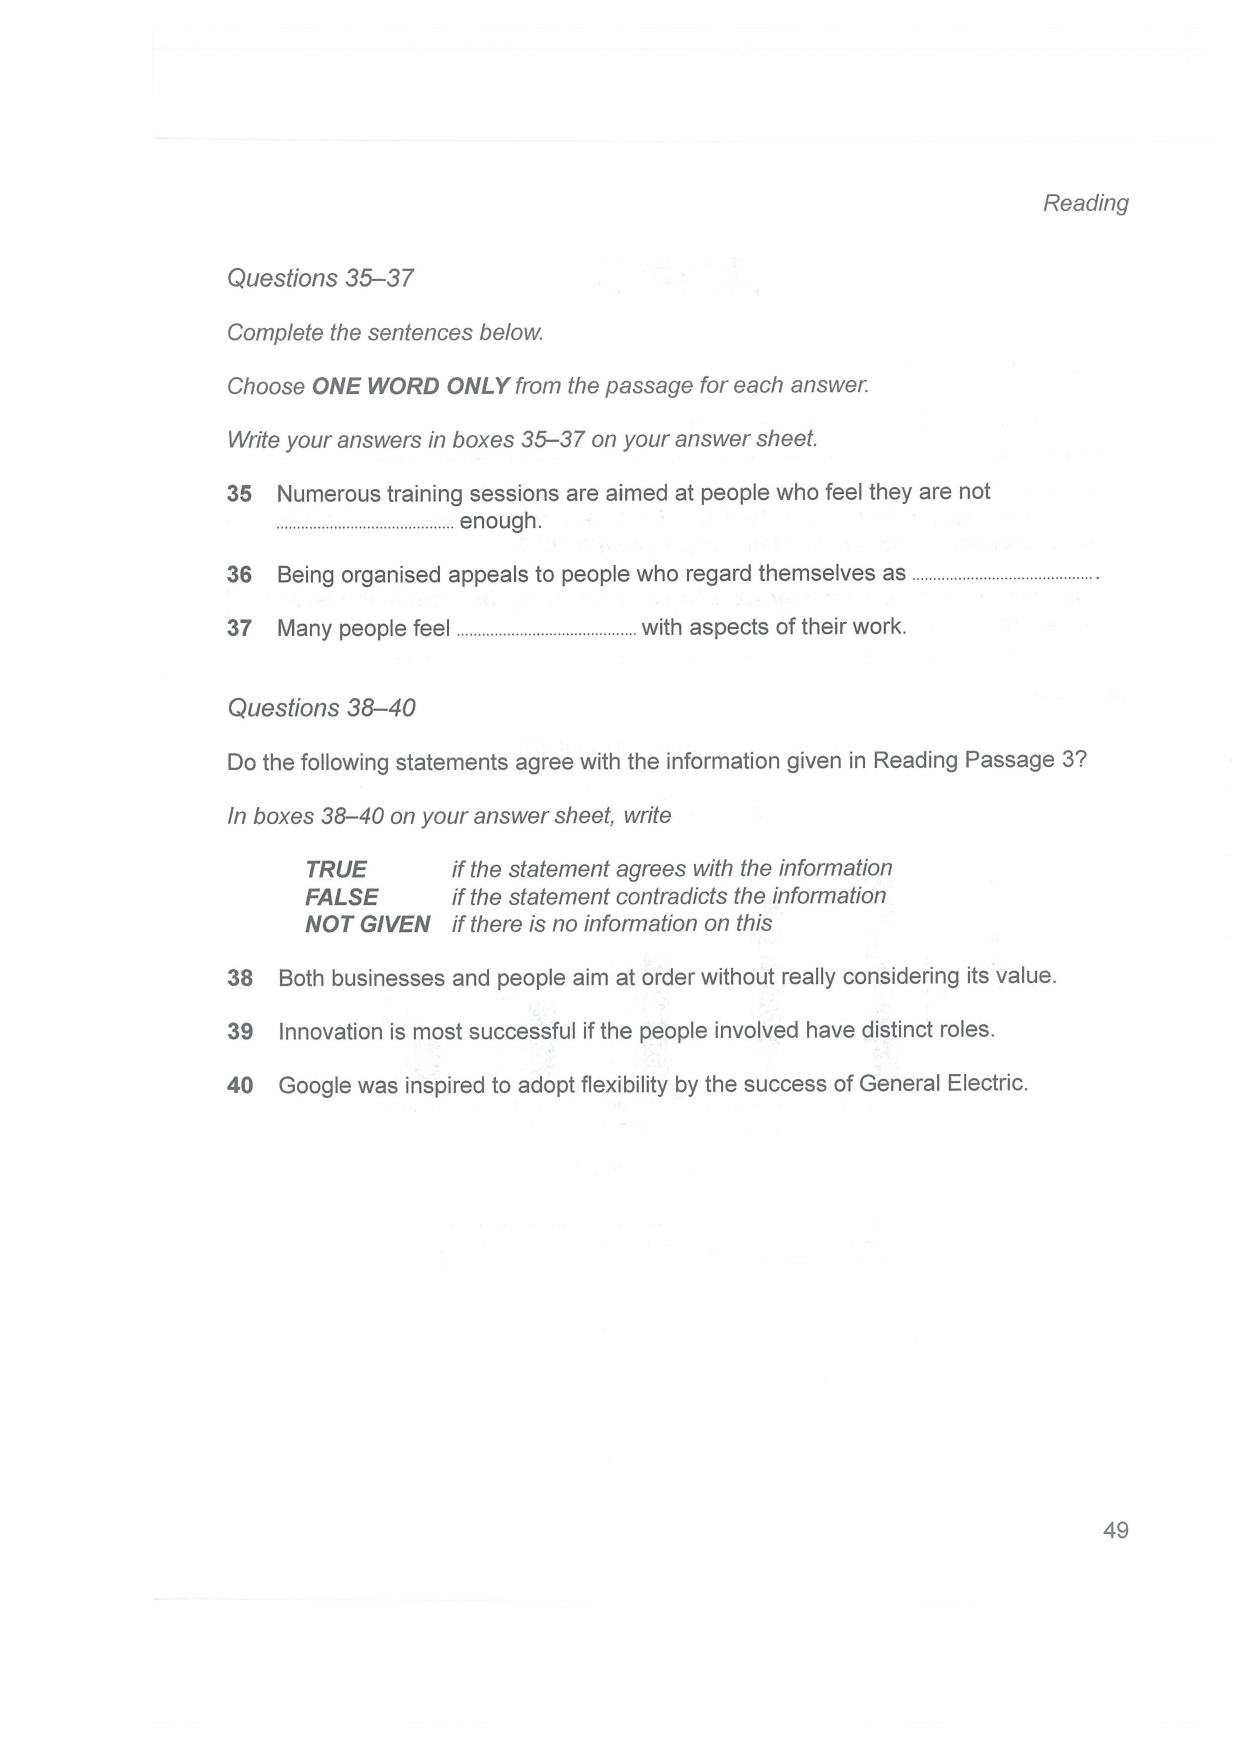 Reading
Questions 35–37
Complete the sentences below.
Choose ONE WORD ONLY from the passage for each answer.
Write your answers in boxes 35–37 on your answer sheet.
35 Numerous training sessions are aimed at people who feel they are not
........................................... enough.
36 Being organised appeals to people who regard themselves as ........................................... .
37 Many people feel ........................................... with aspects of their work.
Questions 38–40
Do the following statements agree with the information given in Reading Passage 3?
In boxes 38–40 on your answer sheet, write
TRUE if the statement agrees with the information
FALSE if the statement contradicts the information
NOT GIVEN if there is no information on this
38 Both businesses and people aim at order without really considering its value.
39 Innovation is most successful if the people involved have distinct roles.
40 Google was inspired to adopt flexibility by the success of General Electric.
49